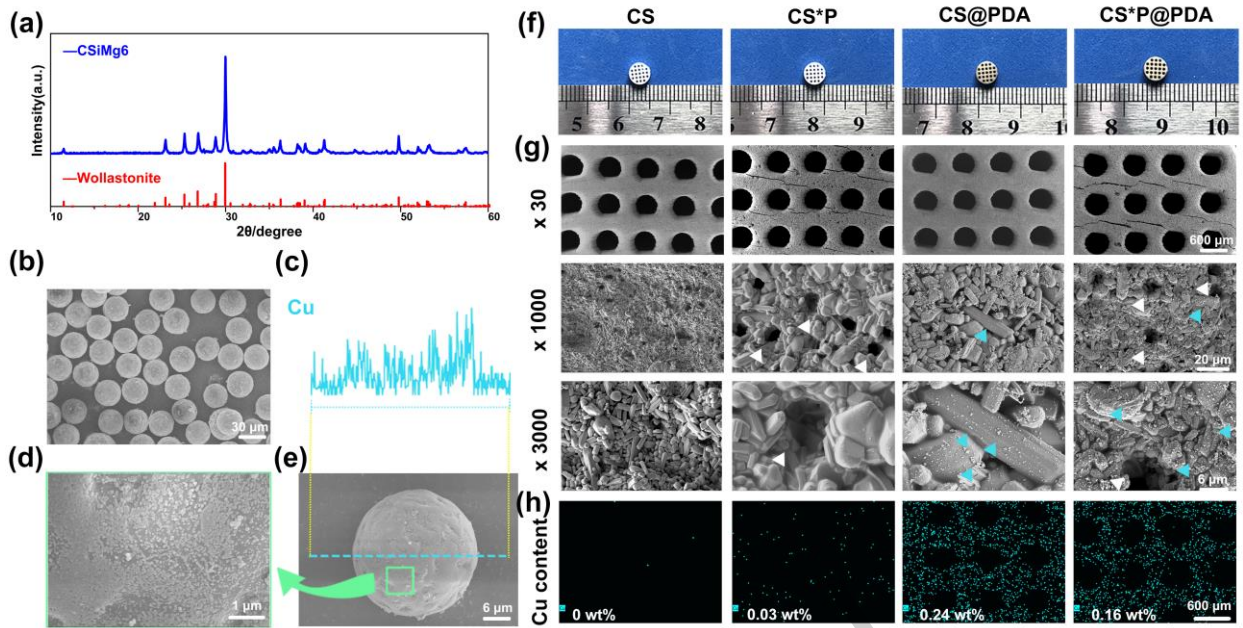 (a)
—CSiMg6
—Wollastonite
Intensity(a.u.)
10 20 30 40 50 60
2θ/degree
(b)
30 μm
(c)
Cu
(d)
1 μm
(e)
6 μm
(f)
CS CS*P CS@PDA CS*P@PDA
5 6 7 8
7 8 9
7 8 9
8 9 10
(g)
x 30
600 μm
x 1000
20 μm
x 3000
6 μm
(h)
Cu content
0 wt%
0.03 wt%
0.24 wt%
0.16 wt%
600 μm